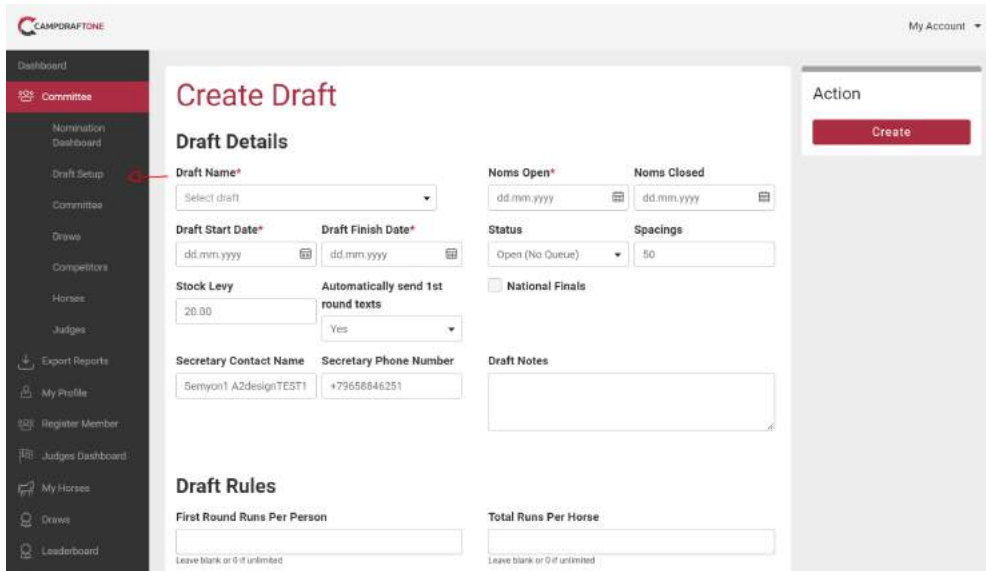 CAMPDRAFTONE
My Account
Dashboard
Committee
Nomination
Dashboard
Draft Setup
Committee
Draws
Competitors
Horses
Judges
Export Reports
My Profile
Register Member
Judges Dashboard
My Horses
Draws
Leaderboard
Create Draft
Draft Details
Draft Name*
Select draft
Noms Open*
dd.mm.yyyy
Noms Closed
dd.mm.yyyy
Draft Start Date*
dd.mm.yyyy
Draft Finish Date*
dd.mm.yyyy
Status
Open (No Queue)
Spacings
50
Stock Levy
20.00
Automatically send 1st
round texts
Yes
National Finals
Secretary Contact Name
Semyon1 A2designTEST1
Secretary Phone Number
+79658846251
Draft Notes
Draft Rules
First Round Runs Per Person
Leave blank or 0 if unlimited
Total Runs Per Horse
Leave blank or 0 if unlimited
Action
Create